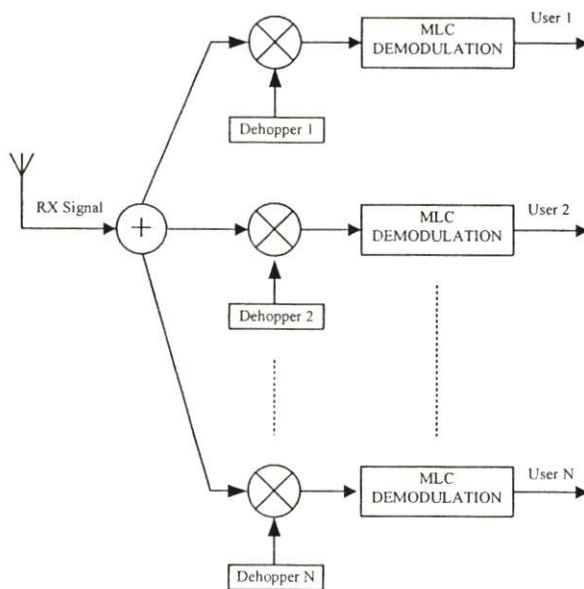 User 1
MLC
DEMODULATION
Dehopper 1
RX Signal
+
User 2
MLC
DEMODULATION
Dehopper 2
User N
MLC
DEMODULATION
Dehopper N